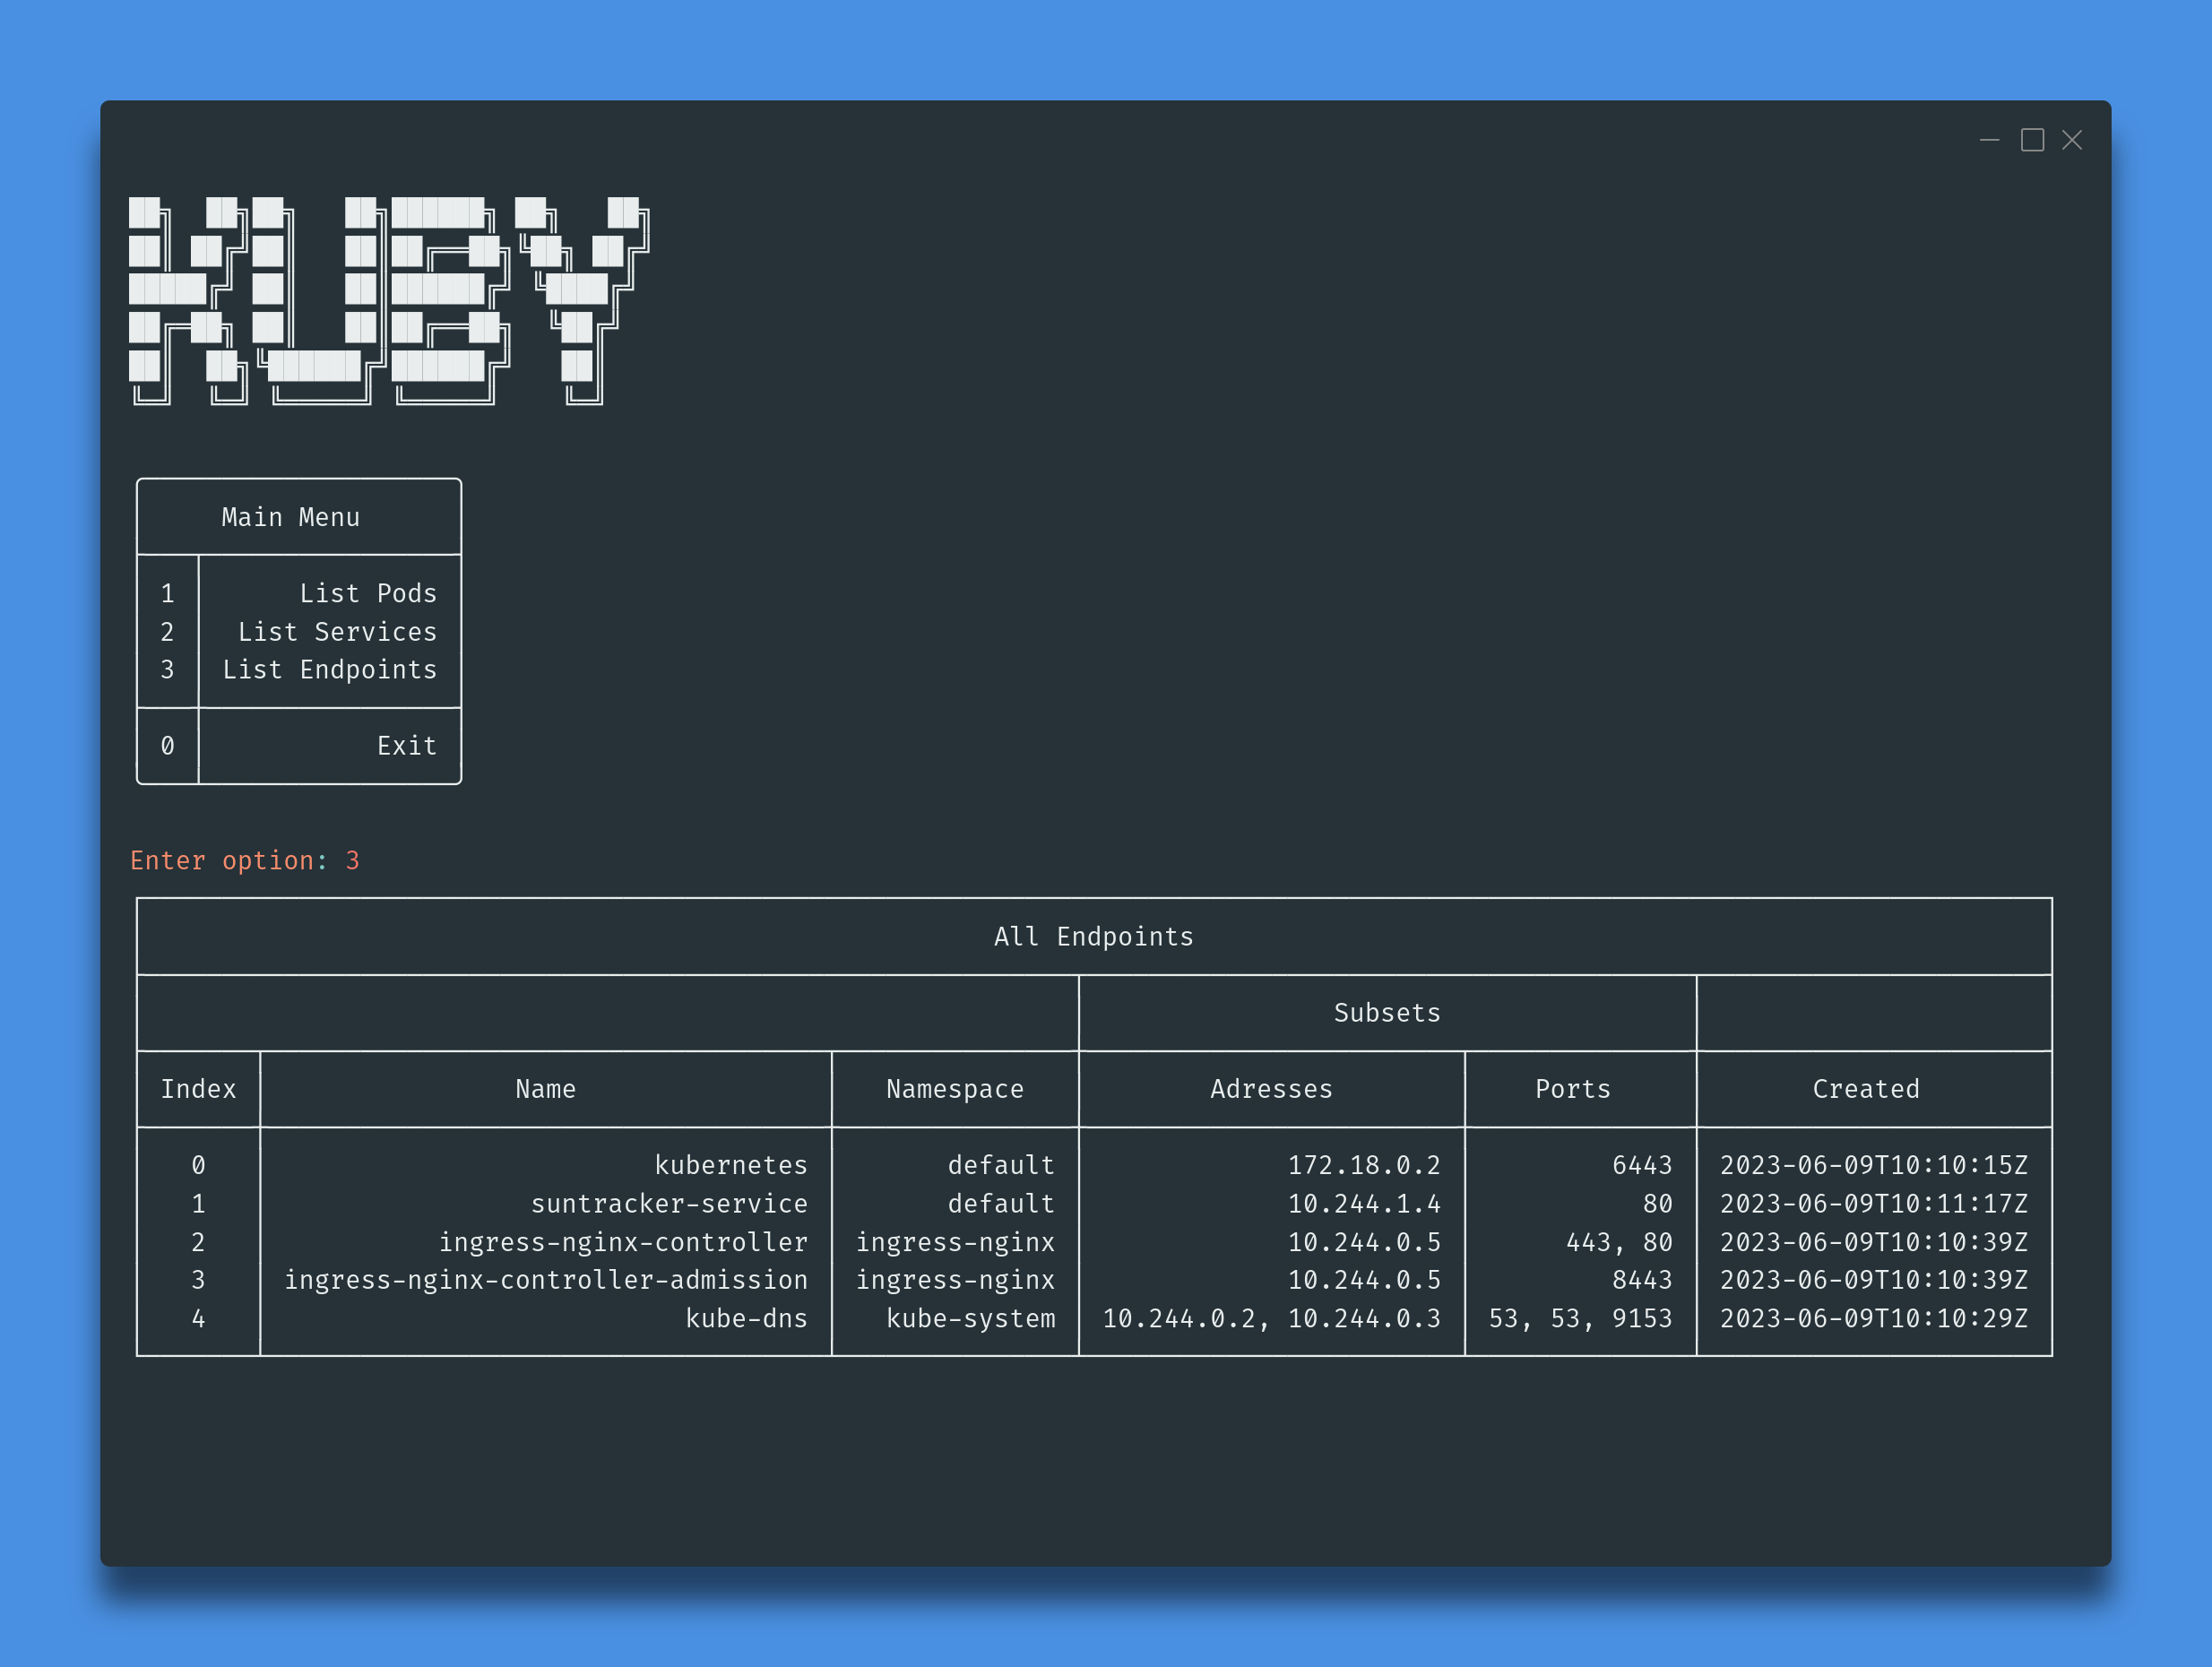 KUBY
Main Menu
1 List Pods
2 List Services
3 List Endpoints
0 Exit
Enter option: 3
All Endpoints
Subsets
Index Name Namespace Adresses Ports Created
0 kubernetes default 172.18.0.2 6443 2023-06-09T10:10:15Z
1 suntracker-service default 10.244.1.4 80 2023-06-09T10:11:17Z
2 ingress-nginx-controller ingress-nginx 10.244.0.5 443, 80 2023-06-09T10:10:39Z
3 ingress-nginx-controller-admission ingress-nginx 10.244.0.5 8443 2023-06-09T10:10:39Z
4 kube-dns kube-system 10.244.0.2, 10.244.0.3 53, 53, 9153 2023-06-09T10:10:29Z